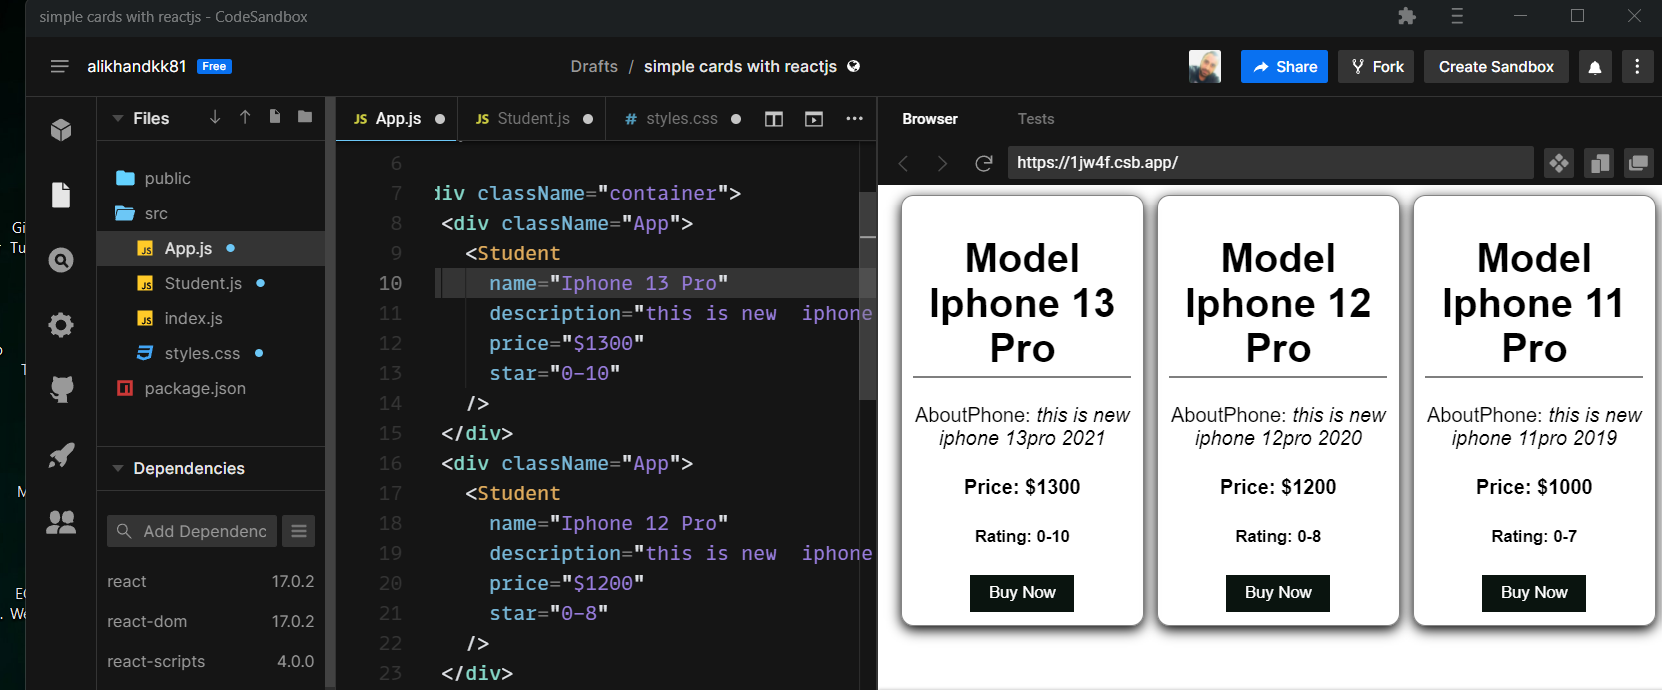 simple cards with reactjs - CodeSandbox
alikhandkk81 Free
Drafts / simple cards with reactjs
Share
Fork
Create Sandbox
Files
public
src
App.js
Student.js
index.js
styles.css
package.json
Dependencies
Add Dependenc
react 17.0.2
react-dom 17.0.2
react-scripts 4.0.0
JS App.js
JS Student.js
# styles.css
6
7 div className="container">
8 <div className="App">
9 <Student
10 name="Iphone 13 Pro"
11 description="this is new  iphone
12 price="$1300"
13 star="0-10"
14 />
15 </div>
16 <div className="App">
17 <Student
18 name="Iphone 12 Pro"
19 description="this is new  iphone
20 price="$1200"
21 star="0-8"
22 />
23 </div>
Browser
Tests
https://1jw4f.csb.app/
Model
Iphone 13
Pro
AboutPhone: this is new
iphone 13pro 2021
Price: $1300
Rating: 0-10
Buy Now
Model
Iphone 12
Pro
AboutPhone: this is new
iphone 12pro 2020
Price: $1200
Rating: 0-8
Buy Now
Model
Iphone 11
Pro
AboutPhone: this is new
iphone 11pro 2019
Price: $1000
Rating: 0-7
Buy Now